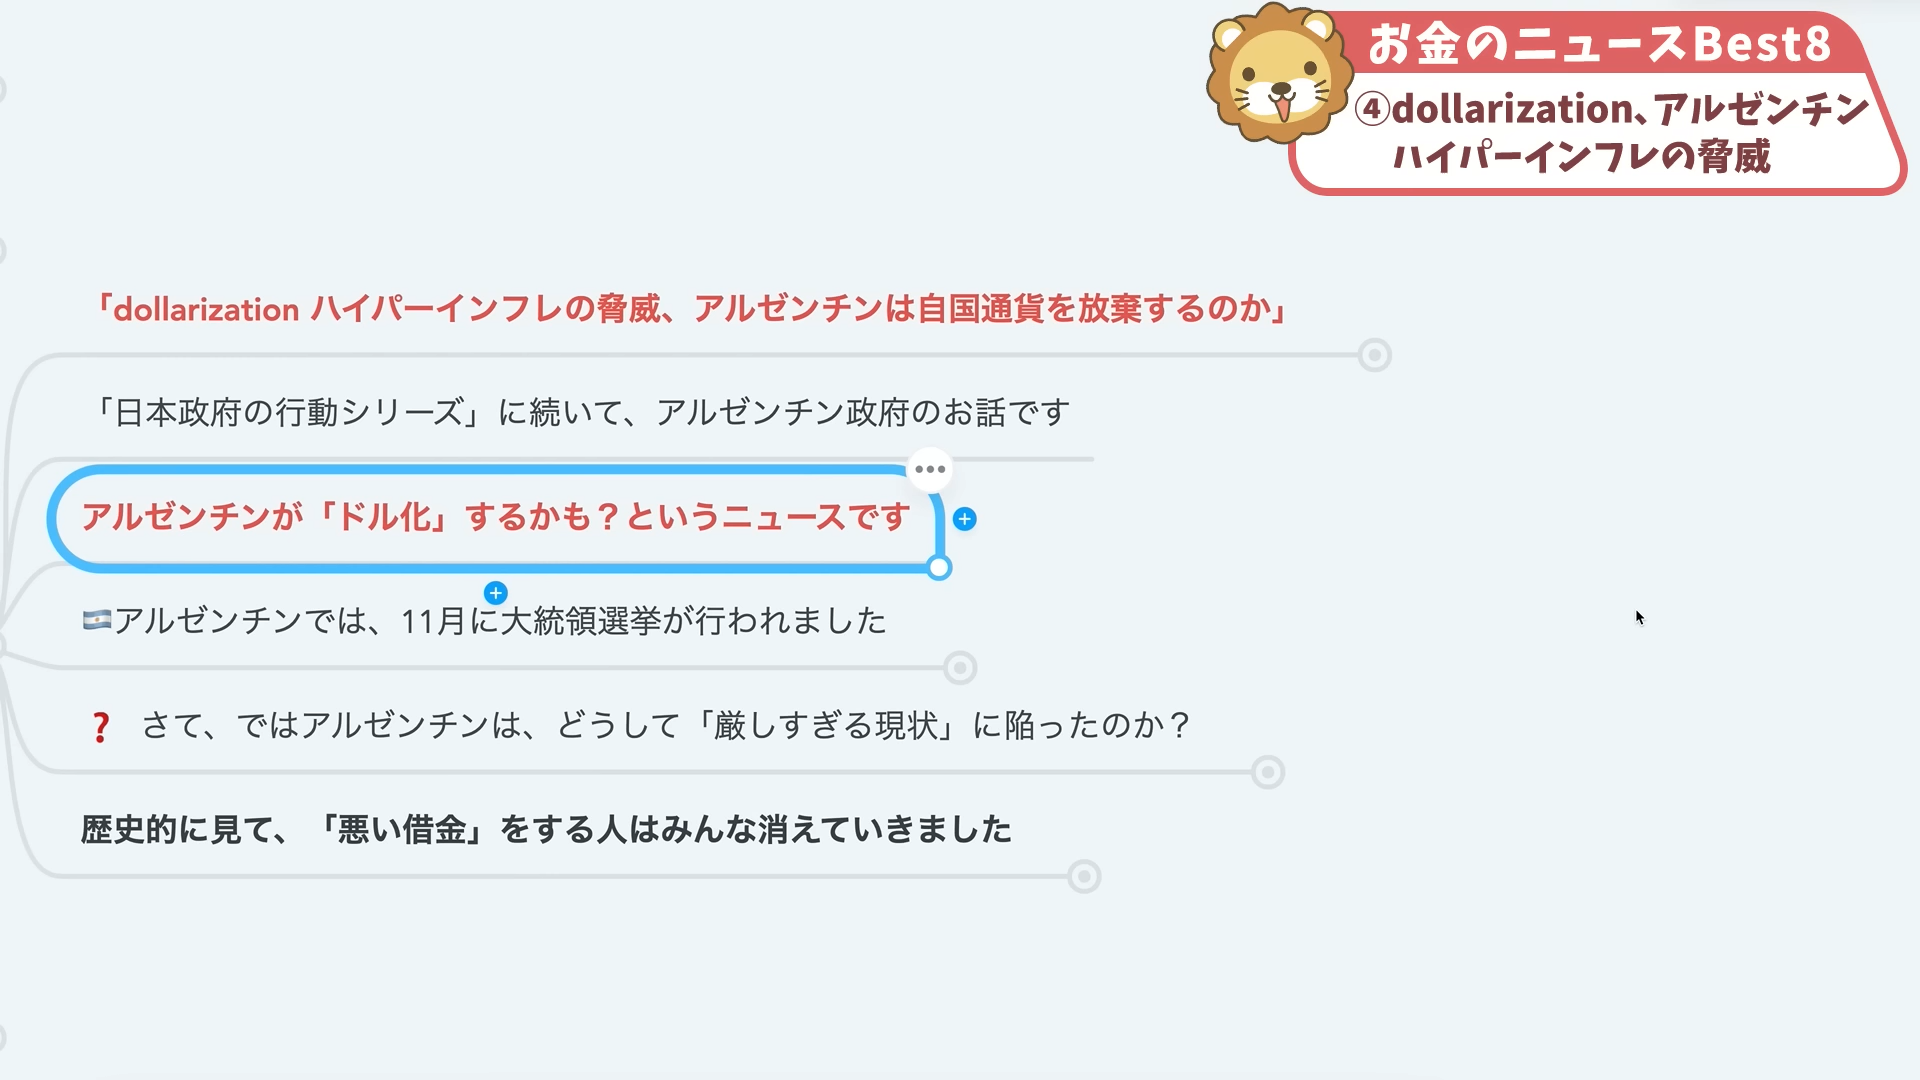 お金のニュースBest8
④dollarization、アルゼンチン
ハイパーインフレの脅威
「dollarization ハイパーインフレの脅威、アルゼンチンは自国通貨を放棄するのか」
「日本政府の行動シリーズ」に続いて、アルゼンチン政府のお話です
アルゼンチンが「ドル化」するかも？というニュースです
アルゼンチンでは、11月に大統領選挙が行われました
❓ さて、ではアルゼンチンは、どうして「厳しすぎる現状」に陥ったのか？
歴史的に見て、「悪い借金」をする人はみんな消えていきました